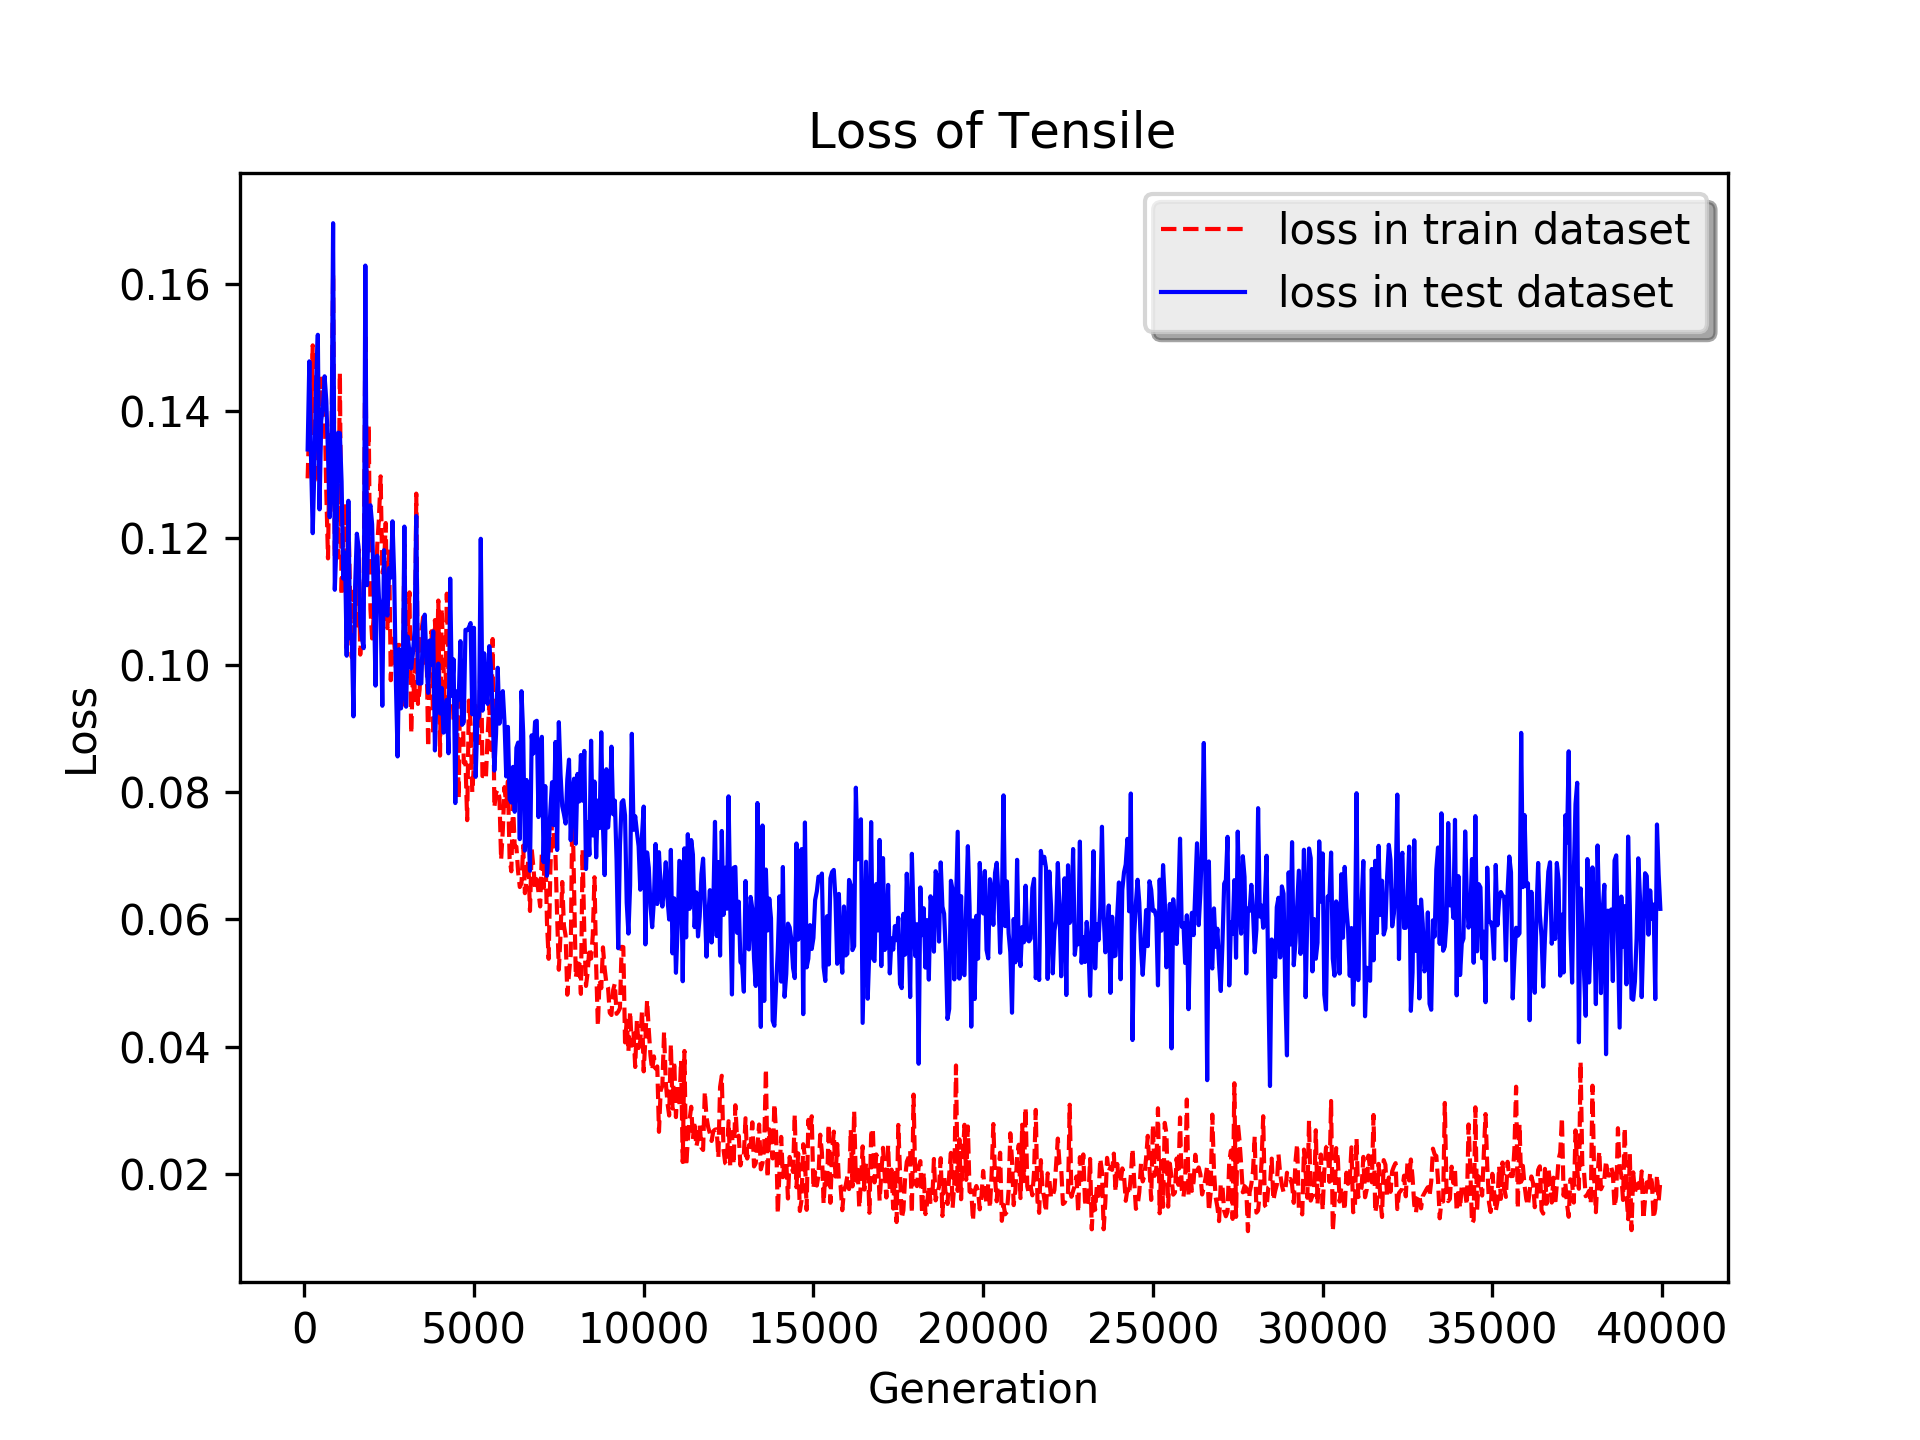 Loss of Tensile
loss in train dataset
loss in test dataset
0.16
0.14
0.12
0.10
0.08
0.06
0.04
0.02
Loss
0 5000 10000 15000 20000 25000 30000 35000 40000
Generation